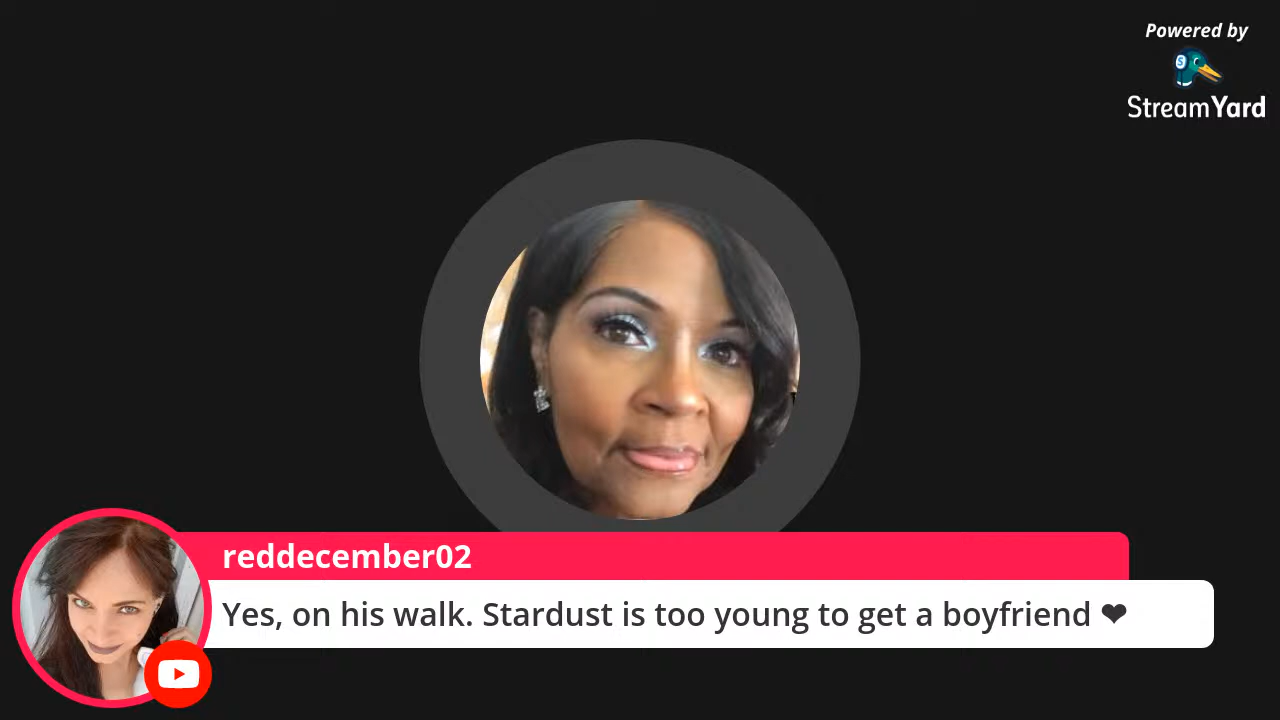 Powered by
StreamYard
reddecember02
Yes, on his walk. Stardust is too young to get a boyfriend ❤